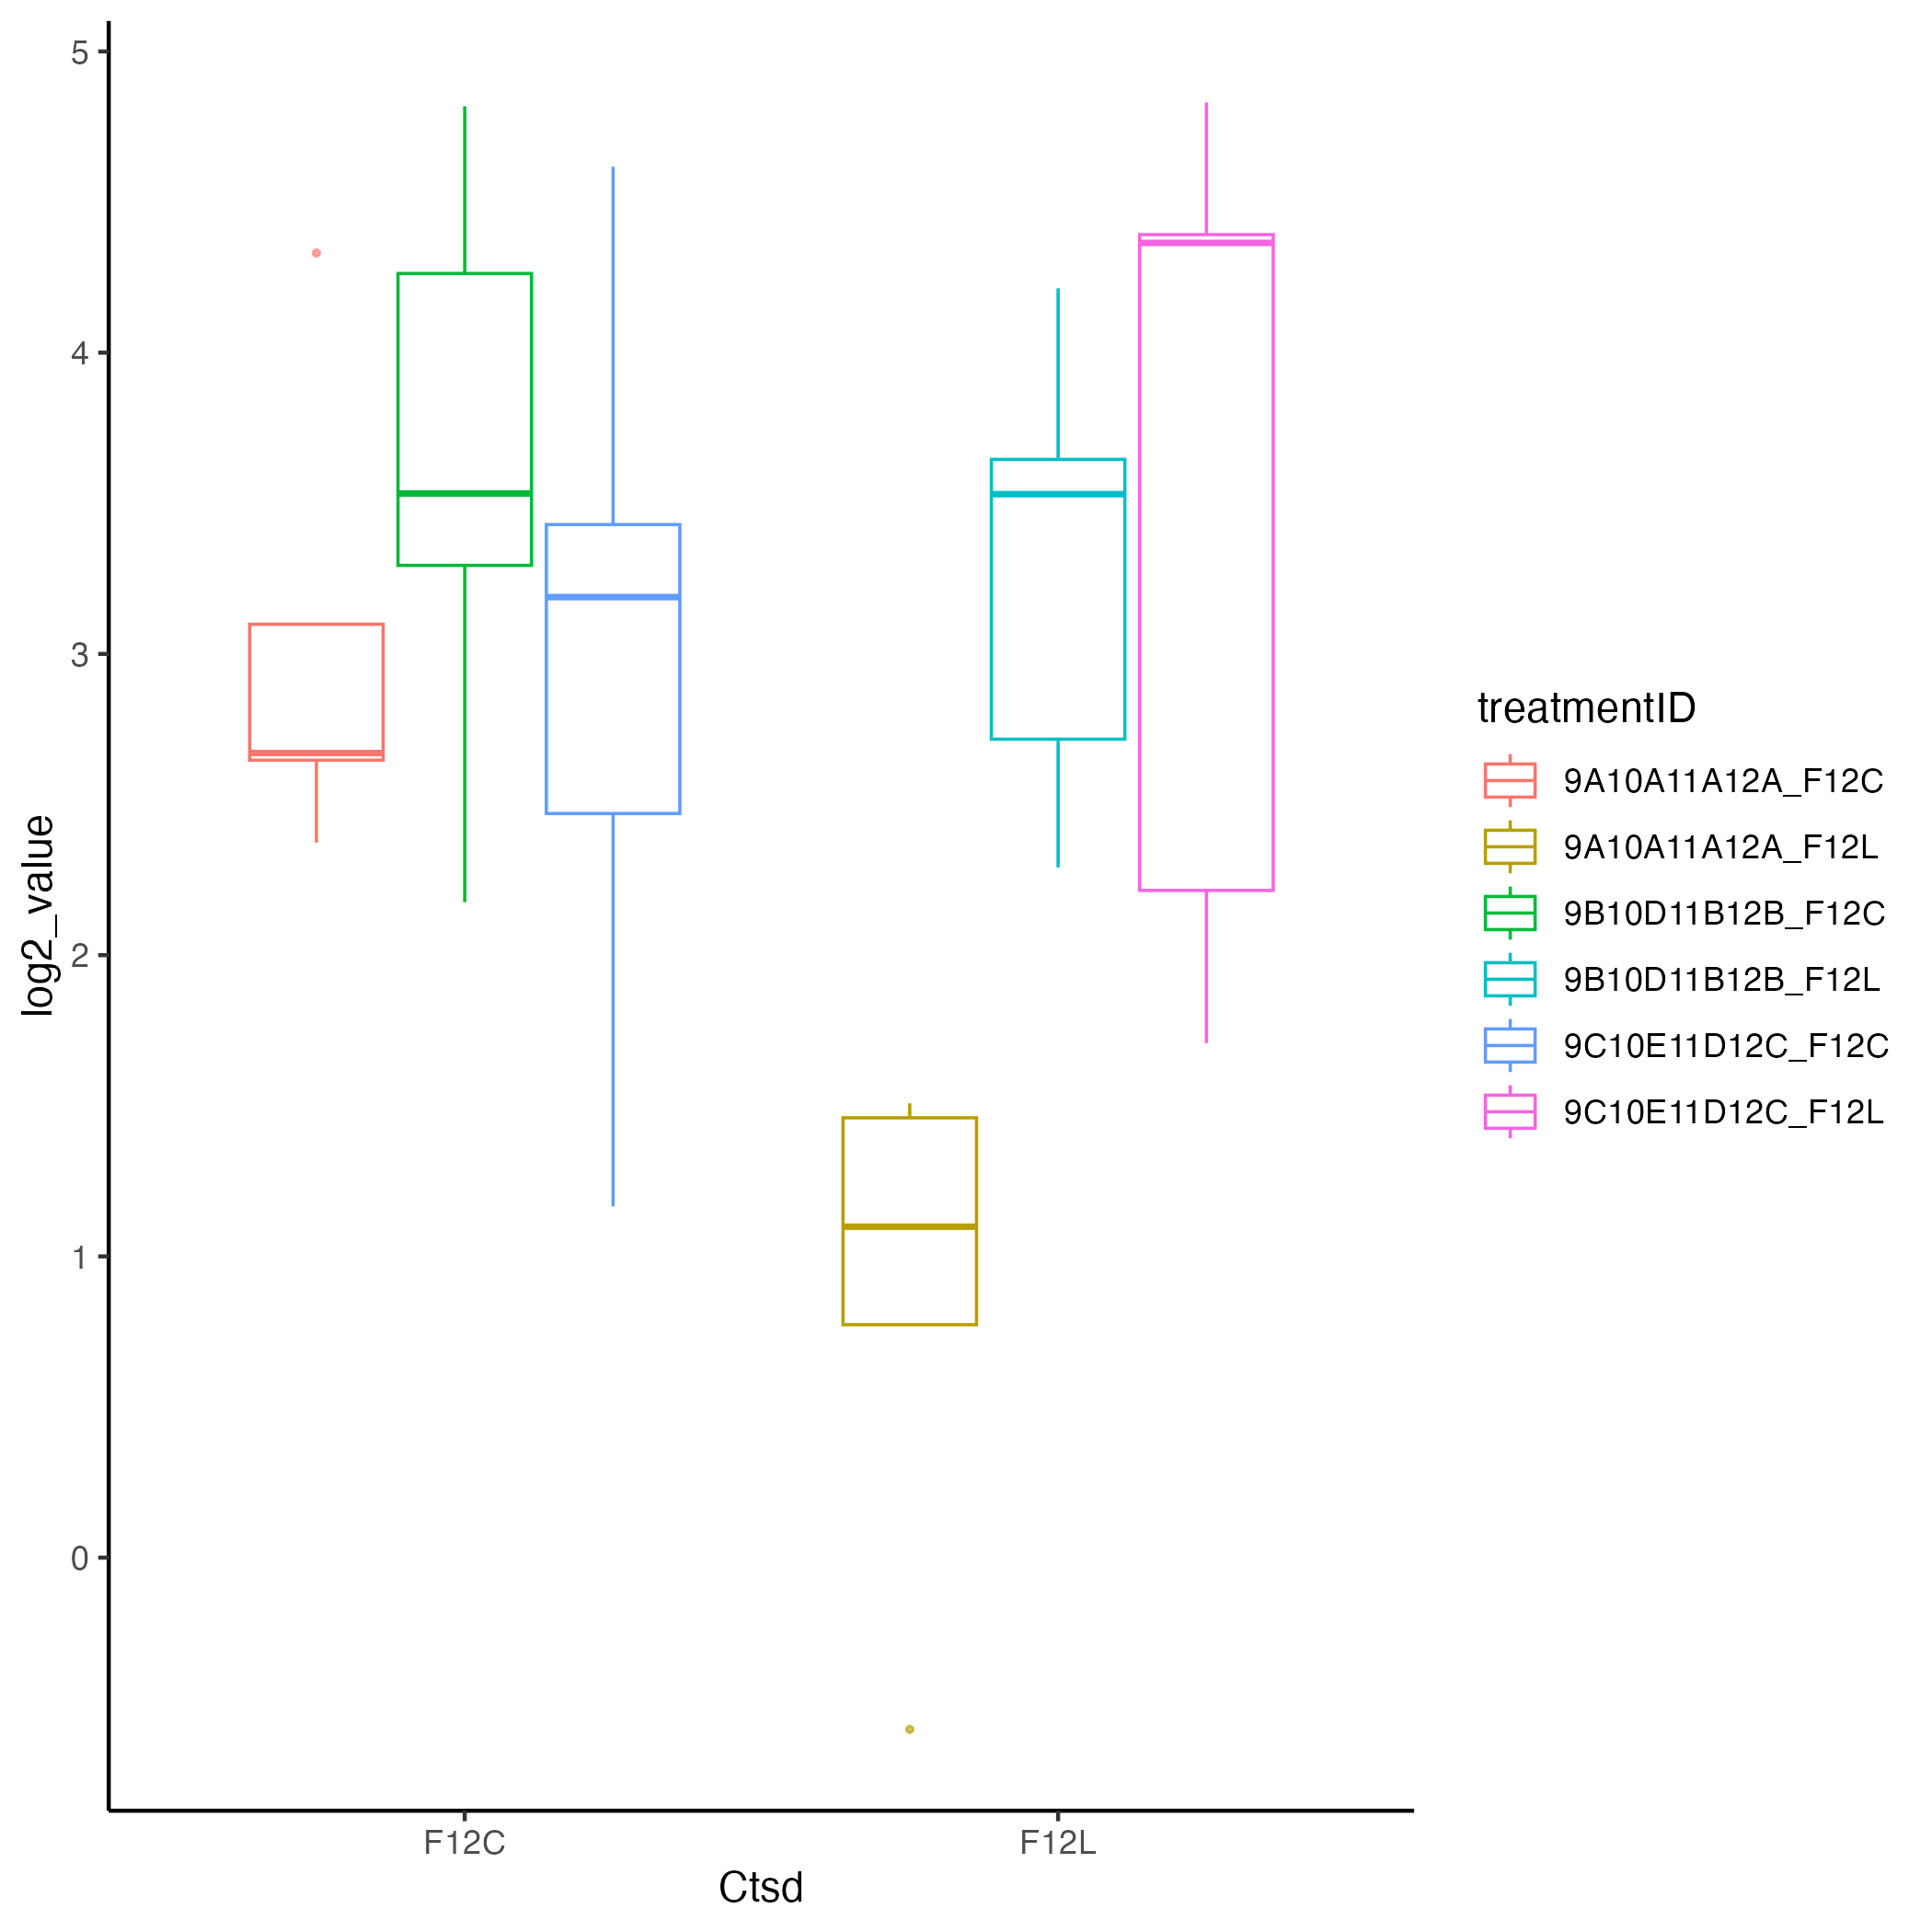 5
4
3
2
1
0
log2_value
F12C
F12L
Ctsd
treatmentID
9A10A11A12A_F12C
9A10A11A12A_F12L
9B10D11B12B_F12C
9B10D11B12B_F12L
9C10E11D12C_F12C
9C10E11D12C_F12L